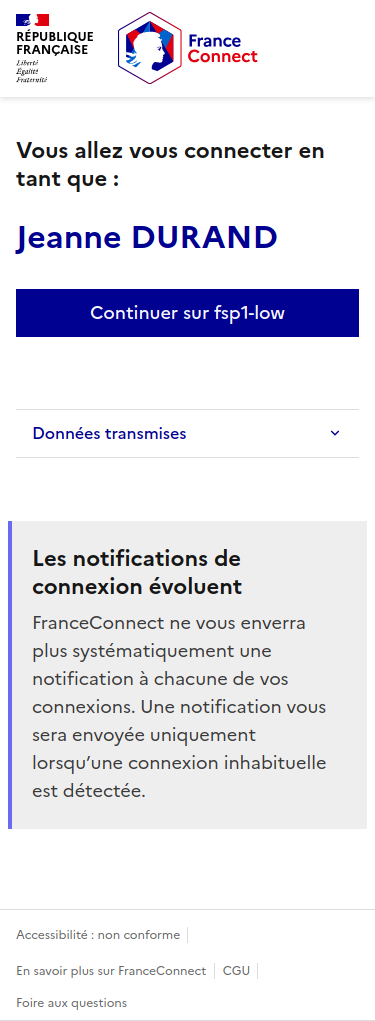 RÉPUBLIQUE
FRANÇAISE
Liberté
Égalité
Fraternité
France
Connect
Vous allez vous connecter en
tant que :
Jeanne DURAND
Continuer sur fsp1-low
Données transmises
Les notifications de
connexion évoluent
FranceConnect ne vous enverra
plus systématiquement une
notification à chacune de vos
connexions. Une notification vous
sera envoyée uniquement
lorsqu’une connexion inhabituelle
est détectée.
Accessibilité : non conforme
En savoir plus sur FranceConnect
CGU
Foire aux questions